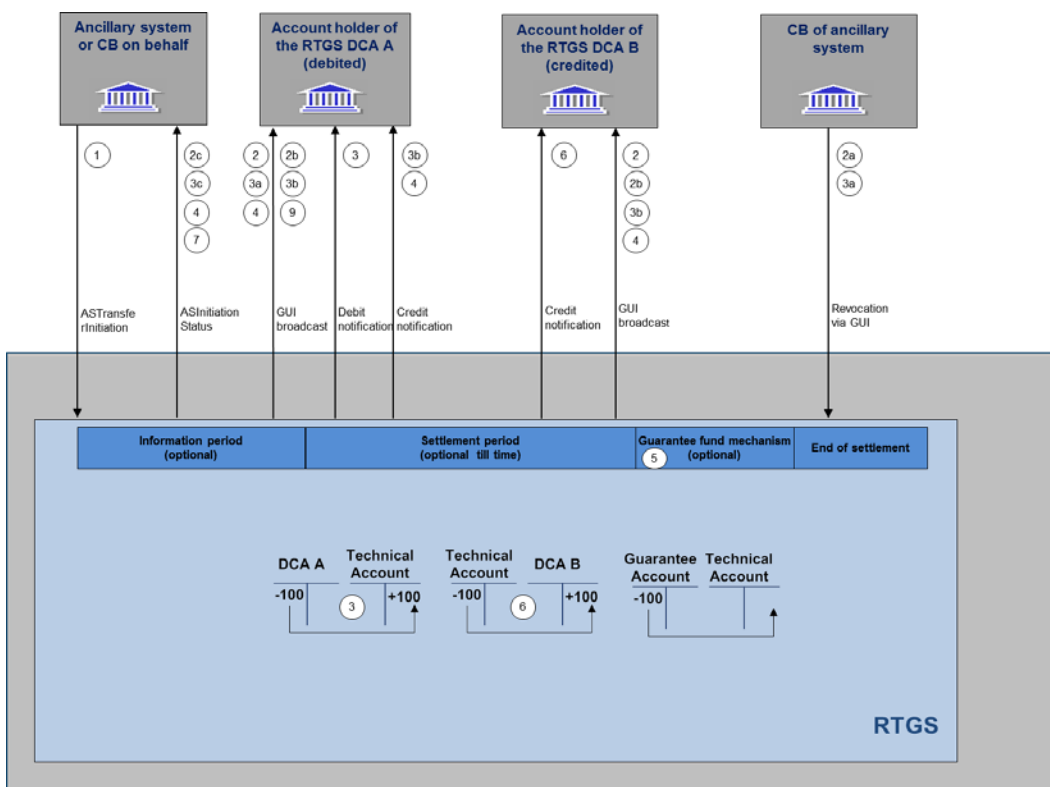 Ancillary system
or CB on behalf
Account holder of
the RTGS DCA A
(debited)
Account holder of
the RTGS DCA B
(credited)
CB of ancillary
system
1
2c
3c
4
7
2
3a
4
2b
3b
9
3
3b
4
6
2
2b
3b
4
2a
3a
ASTransfe
rInitiation
ASInitiation
Status
GUI
broadcast
Debit
notification
Credit
notification
Credit
notification
GUI
broadcast
Revocation
via GUI
Information period
(optional)
Settlement period
(optional till time)
Guarantee fund mechanism
5 (optional)
End of settlement
DCA A
Technical
Account
-100
3
+100
Technical
Account
DCA B
-100
6
+100
Guarantee
Account
Technical
Account
-100
RTGS